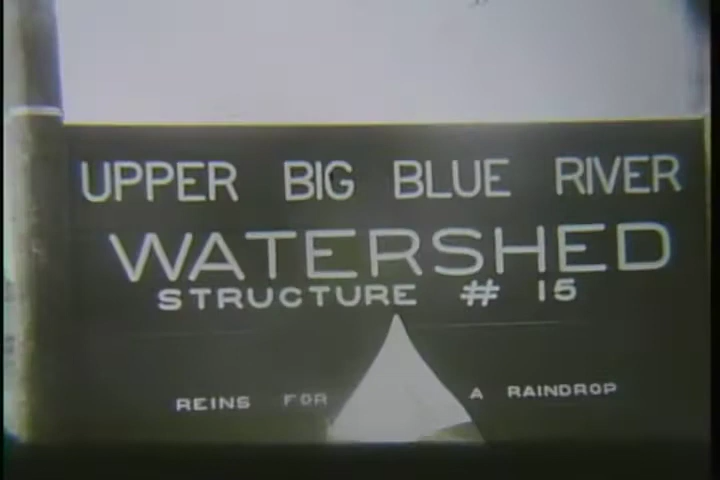 UPPER BIG BLUE RIVER
WATERSHED
STRUCTURE # 15
REINS FOR A RAINDROP